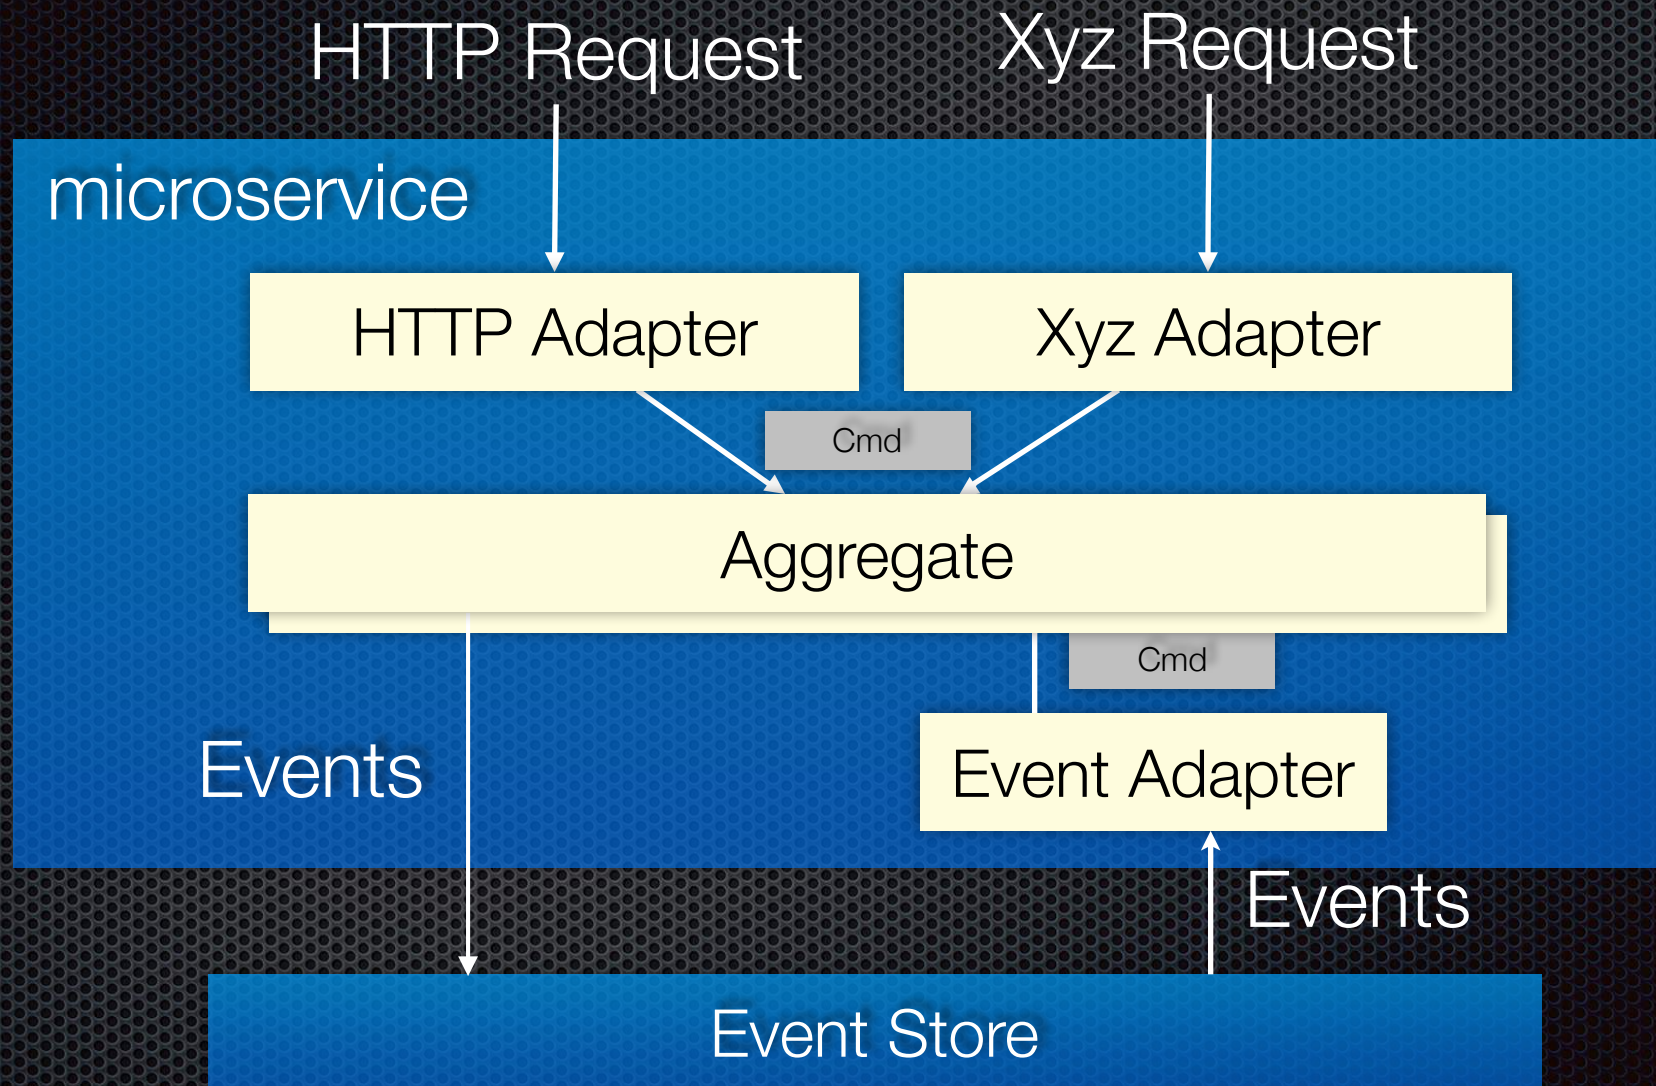 HTTP Request
Xyz Request
microservice
HTTP Adapter
Xyz Adapter
Cmd
Aggregate
Cmd
Events
Event Adapter
Events
Event Store